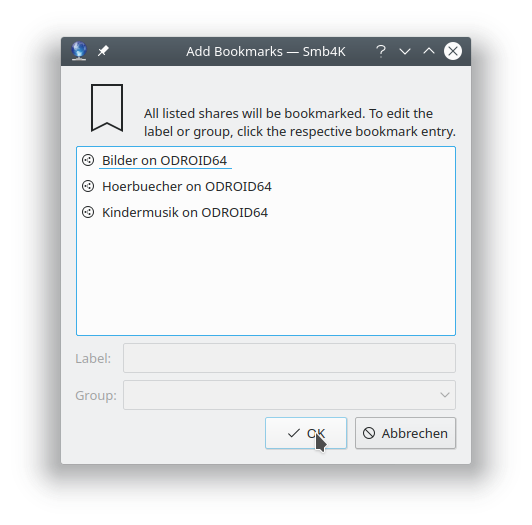 Add Bookmarks — Smb4K
All listed shares will be bookmarked. To edit the
label or group, click the respective bookmark entry.
Bilder on ODROID64
Hoerbuecher on ODROID64
Kindermusik on ODROID64
Label:
Group:
OK Abbrechen